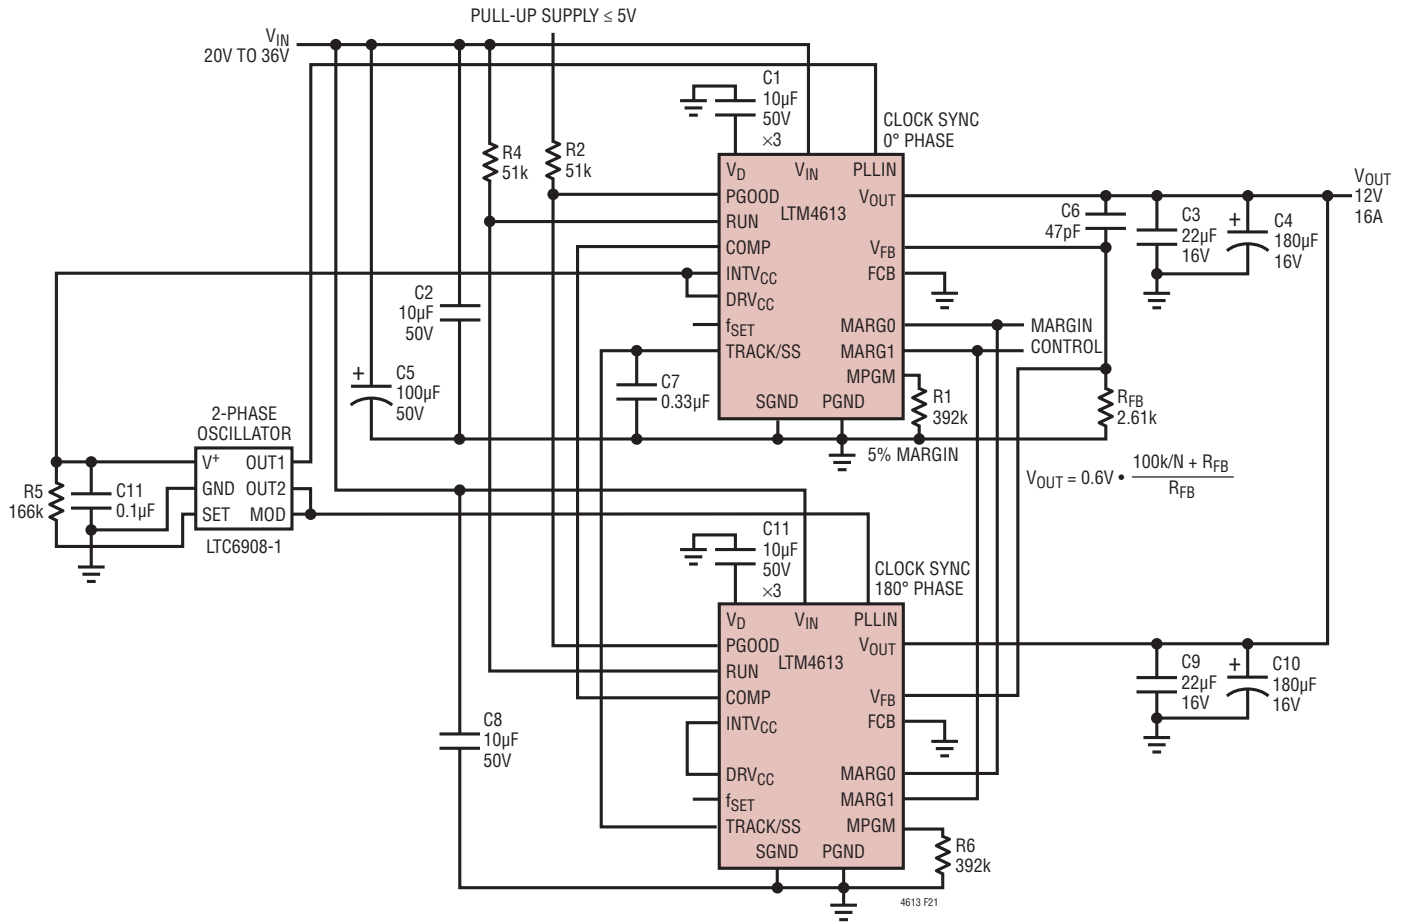 PULL-UP SUPPLY ≤ 5V
VIN
20V TO 36V
C1
10µF
50V
×3
CLOCK SYNC
0° PHASE
R4
51k
R2
51k
VD
VIN
PLLIN
PGOOD
LTM4613
VOUT
RUN
COMP
VFB
INTVCC
FCB
DRVCC
fSET
MARG0
TRACK/SS
MARG1
MPGM
SGND
PGND
VOUT
12V
16A
C6
47pF
C3
22µF
16V
+
C4
180µF
16V
MARGIN
CONTROL
C2
10µF
50V
+
C5
100µF
50V
C7
0.33µF
R1
392k
RFB
2.61k
5% MARGIN
VOUT = 0.6V • 100k/N + RFB
RFB
2-PHASE
OSCILLATOR
V+
OUT1
GND
OUT2
SET
MOD
LTC6908-1
R5
166k
C11
0.1µF
C11
10µF
50V
×3
CLOCK SYNC
180° PHASE
VD
VIN
PLLIN
PGOOD
LTM4613
VOUT
RUN
COMP
VFB
INTVCC
FCB
DRVCC
MARG0
fSET
MARG1
TRACK/SS
MPGM
SGND
PGND
C8
10µF
50V
C9
22µF
16V
+
C10
180µF
16V
R6
392k
4613 F21